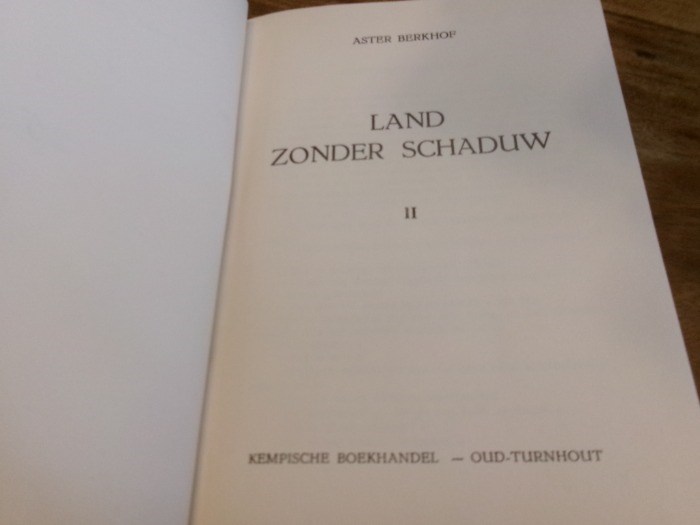 ASTER BERKHOF
LAND
ZONDER SCHADUW
II
KEMPISCHE BOEKHANDEL — OUD-TURNHOUT